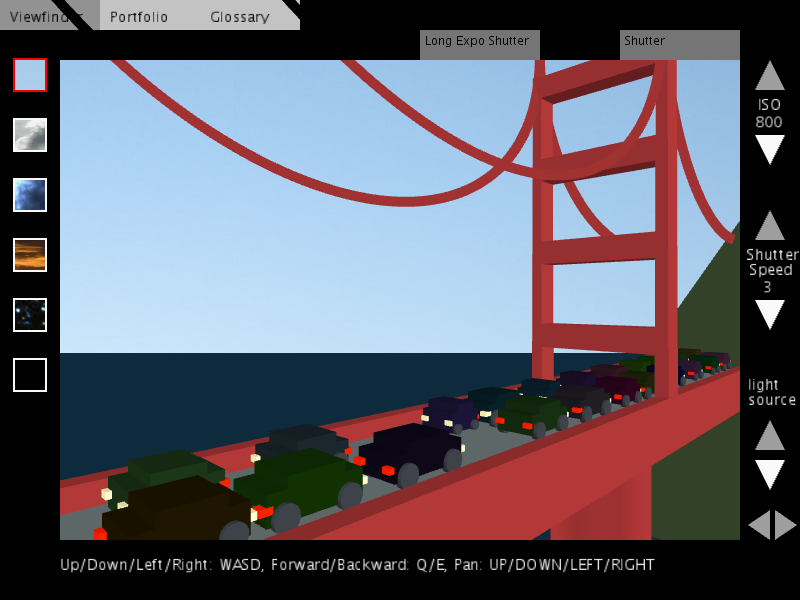 Viewfinder Portfolio Glossary
Long Expo Shutter Shutter
ISO
800
Shutter
Speed
3
light
source
Up/Down/Left/Right: WASD, Forward/Backward: Q/E, Pan: UP/DOWN/LEFT/RIGHT